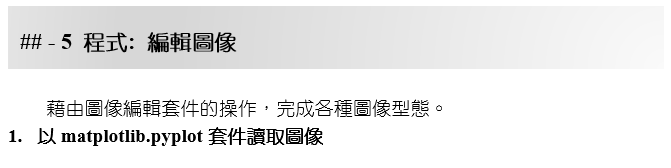 ## - 5 程式: 編輯圖像
藉由圖像編輯套件的操作，完成各種圖像型態。
1. 以 matplotlib.pyplot 套件讀取圖像